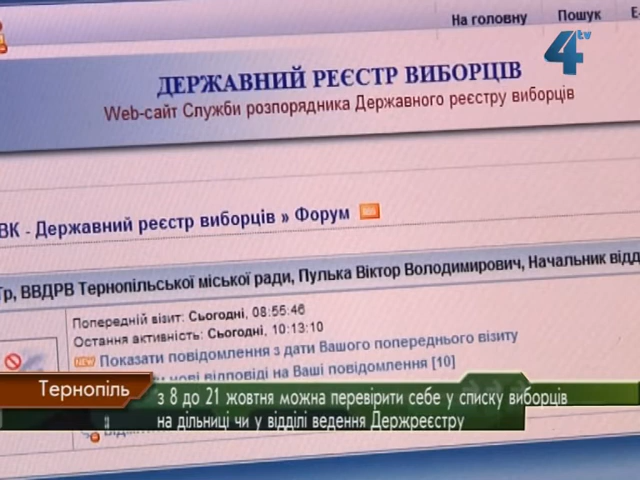 На головну Пошук
4tv
ДЕРЖАВНИЙ РЕЄСТР ВИБОРЦІВ
Web-сайт Служби розпорядника Державного реєстру виборців
ВК - Державний реєстр виборців » Форум
Тр, ВВДРВ Тернопільської міської ради, Пулька Віктор Володимирович, Начальник відд
Попередній візит: Сьогодні, 08:55:46
Остання активність: Сьогодні, 10:13:10
NEW Показати повідомлення з дати Вашого попереднього візиту
нові відповіді на Ваші повідомлення [10]
Тернопіль
з 8 до 21 жовтня можна перевірити себе у списку виборців
на дільниці чи у відділі ведення Держреєстру